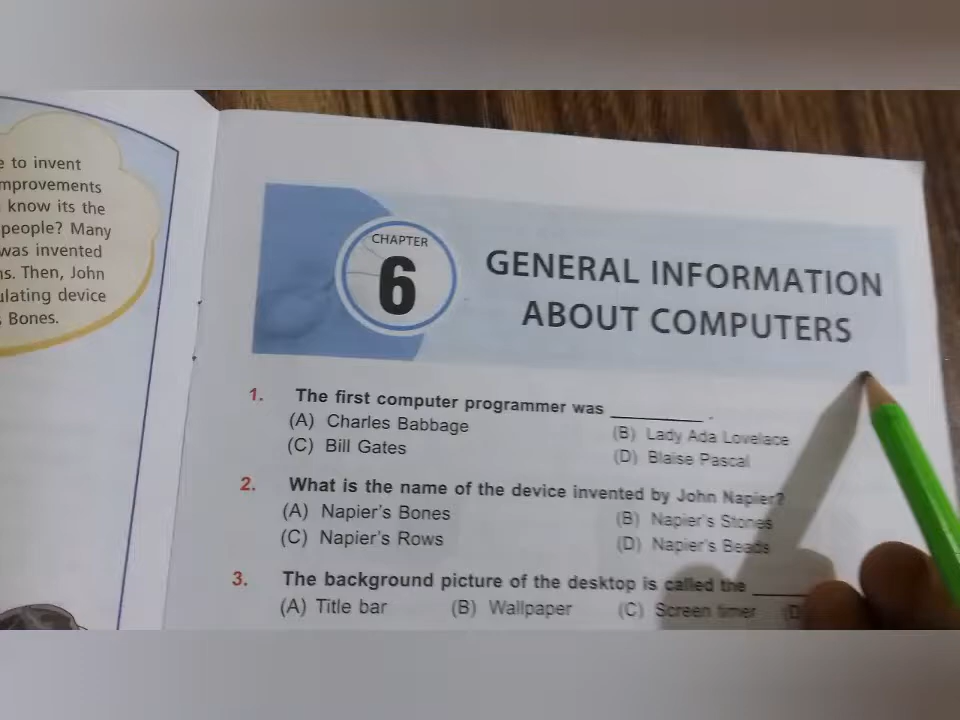 e to invent
mprovements
know its the
people? Many
was invented
ns. Then, John
ulating device
Bones.
CHAPTER
6
GENERAL INFORMATION
ABOUT COMPUTERS
1. The first computer programmer was __________.
(A) Charles Babbage (B) Lady Ada Lovelace
(C) Bill Gates (D) Blaise Pascal
2. What is the name of the device invented by John Napier?
(A) Napier's Bones (B) Napier's Stones
(C) Napier's Rows (D) Napier's Beads
3. The background picture of the desktop is called the ______
(A) Title bar (B) Wallpaper (C) Screen timer (D